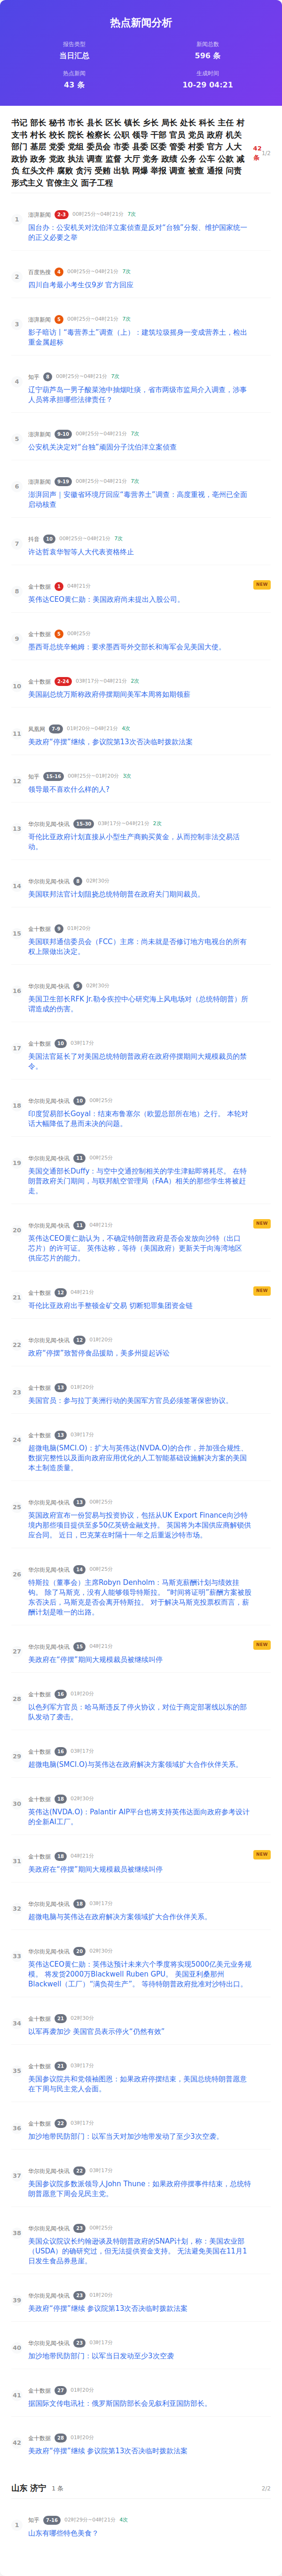 热点新闻分析
报告类型
新闻总数
当日汇总
596 条
热点新闻
生成时间
43 条
10-29 04:21
书记 部长 秘书 市长 县长 区长 镇长 乡长 局长 处长 科长 主任 村
支书 村长 校长 院长 检察长 公职 领导 干部 官员 党员 政府 机关
部门 基层 党委 党组 组委员会 市委 县委 区委 管委 村委 官方 人大
政协 政务 党政 执法 调查 监督 大厅 党务 政绩 公务 公车 公款 减
负 红头文件 腐败 贪污 受贿 出轨 网爆 举报 调查 被查 通报 问责
形式主义 官僚主义 面子工程
42 条
1/2
1
澎湃新闻 2-3 00时25分~04时21分 7次
国台办：公安机关对沈伯洋立案侦查是反对“台独”分裂、维护国家统一
的正义必要之举
2
百度热搜 4 00时25分~04时21分 7次
四川自考最小考生仅9岁 官方回应
3
澎湃新闻 5 00时25分~04时21分 7次
影子暗访丨“毒营养土”调查（上）：建筑垃圾摇身一变成营养土，检出
重金属超标
4
知乎 8 00时25分~04时21分 7次
辽宁葫芦岛一男子酸菜池中抽烟吐痰，省市两级市监局介入调查，涉事
人员将承担哪些法律责任？
5
澎湃新闻 9-10 00时25分~04时21分 7次
公安机关决定对“台独”顽固分子沈伯洋立案侦查
6
澎湃新闻 9-19 00时25分~04时21分 7次
澎湃回声｜安徽省环境厅回应“毒营养土”调查：高度重视，亳州已全面
启动核查
7
抖音 10 00时25分~04时21分 7次
许达哲袁华智等人大代表资格终止
8
金十数据 1 04时21分
NEW
英伟达CEO黄仁勋：美国政府尚未提出入股公司。
9
金十数据 5 00时25分
墨西哥总统辛鲍姆：要求墨西哥外交部长和海军会见美国大使。
10
金十数据 2-24 03时17分~04时21分 2次
美国副总统万斯称政府停摆期间美军本周将如期领薪
11
凤凰网 7-9 01时20分~04时21分 4次
美政府“停摆”继续，参议院第13次否决临时拨款法案
12
知乎 15-16 00时25分~01时20分 3次
领导最不喜欢什么样的人?
13
华尔街见闻-快讯 15-30 03时17分~04时21分 2次
哥伦比亚政府计划直接从小型生产商购买黄金，从而控制非法交易活
动。
14
华尔街见闻-快讯 8 02时30分
美国联邦法官计划阻挠总统特朗普在政府关门期间裁员。
15
金十数据 9 01时20分
美国联邦通信委员会（FCC）主席：尚未就是否修订地方电视台的所有
权上限做出决定。
16
华尔街见闻-快讯 9 02时30分
美国卫生部长RFK Jr.勒令疾控中心研究海上风电场对（总统特朗普）所
谓造成的伤害。
17
金十数据 10 03时17分
美国法官延长了对美国总统特朗普政府在政府停摆期间大规模裁员的禁
令。
18
华尔街见闻-快讯 10 00时25分
印度贸易部长Goyal：结束布鲁塞尔（欧盟总部所在地）之行。 本轮对
话大幅降低了悬而未决的问题。
19
华尔街见闻-快讯 11 00时25分
美国交通部长Duffy：与空中交通控制相关的学生津贴即将耗尽。 在特
朗普政府关门期间，与联邦航空管理局（FAA）相关的那些学生将被赶
走。
20
华尔街见闻-快讯 11 04时21分
NEW
英伟达CEO黄仁勋认为，不确定特朗普政府是否会发放向沙特（出口
芯片）的许可证。 英伟达称，等待（美国政府）更新关于向海湾地区
供应芯片的能力。
21
金十数据 12 04时21分
NEW
哥伦比亚政府出手整顿金矿交易 切断犯罪集团资金链
22
华尔街见闻-快讯 12 01时20分
政府“停摆”致暂停食品援助，美多州提起诉讼
23
金十数据 13 01时20分
美国官员：参与拉丁美洲行动的美国军方官员必须签署保密协议。
24
金十数据 13 03时17分
超微电脑(SMCI.O)：扩大与英伟达(NVDA.O)的合作，并加强合规性、
数据完整性以及面向政府应用优化的人工智能基础设施解决方案的美国
本土制造质量。
25
华尔街见闻-快讯 13 00时25分
英国政府宣布一份贸易与投资协议，包括从UK Export Finance向沙特
境内那些项目提供至多50亿英镑金融支持。 英国将为本国供应商解锁供
应合同。 近日，巴克莱在时隔十一年之后重返沙特市场。
26
华尔街见闻-快讯 14 00时25分
特斯拉（董事会）主席Robyn Denholm：马斯克薪酬计划与绩效挂
钩。 除了马斯克，没有人能够领导特斯拉。 “时间将证明”薪酬方案被股
东否决后，马斯克是否会离开特斯拉。 对于解决马斯克投票权而言，薪
酬计划是唯一的出路。
27
华尔街见闻-快讯 15 04时21分
NEW
美政府在“停摆”期间大规模裁员被继续叫停
28
金十数据 16 01时20分
以色列军方官员：哈马斯违反了停火协议，对位于商定部署线以东的部
队发动了袭击。
29
金十数据 16 03时17分
超微电脑(SMCI.O)与英伟达在政府解决方案领域扩大合作伙伴关系。
30
华尔街见闻-快讯 18 02时30分
英伟达(NVDA.O)：Palantir AIP平台也将支持英伟达面向政府参考设计
的全新AI工厂。
31
金十数据 18 04时21分
NEW
美政府在“停摆”期间大规模裁员被继续叫停
32
华尔街见闻-快讯 18 03时17分
超微电脑与英伟达在政府解决方案领域扩大合作伙伴关系。
33
华尔街见闻-快讯 20 02时30分
英伟达CEO黄仁勋：英伟达预计未来六个季度将实现5000亿美元业务规
模。 将发货2000万Blackwell Ruben GPU。 美国亚利桑那州
Blackwell（工厂）“满负荷生产”。 等待特朗普政府批准对沙特出口。
34
金十数据 21 02时30分
以军再袭加沙 美国官员表示停火“仍然有效”
35
金十数据 21 03时17分
美国参议院共和党领袖图恩：如果政府停摆结束，美国总统特朗普愿意
在下周与民主党人会面。
36
金十数据 22 03时17分
加沙地带民防部门：以军当天对加沙地带发动了至少3次空袭。
37
华尔街见闻-快讯 22 03时17分
美国参议院多数派领导人John Thune：如果政府停摆事件结束，总统特
朗普愿意下周会见民主党。
38
华尔街见闻-快讯 23 00时25分
美国众议院议长约翰逊谈及特朗普政府的SNAP计划，称：美国农业部
（USDA）的确研究过，但无法提供资金支持。 无法避免美国在11月1
日发生食品券悬崖。
39
华尔街见闻-快讯 23 01时20分
美政府“停摆”继续 参议院第13次否决临时拨款法案
40
华尔街见闻-快讯 23 03时17分
加沙地带民防部门：以军当日发动至少3次空袭
41
金十数据 27 01时20分
据国际文传电讯社：俄罗斯国防部长会见叙利亚国防部长。
42
金十数据 28 01时20分
美政府“停摆”继续 参议院第13次否决临时拨款法案
山东 济宁 1 条
2/2
1
知乎 7-16 02时29分~04时21分 4次
山东有哪些特色美食？